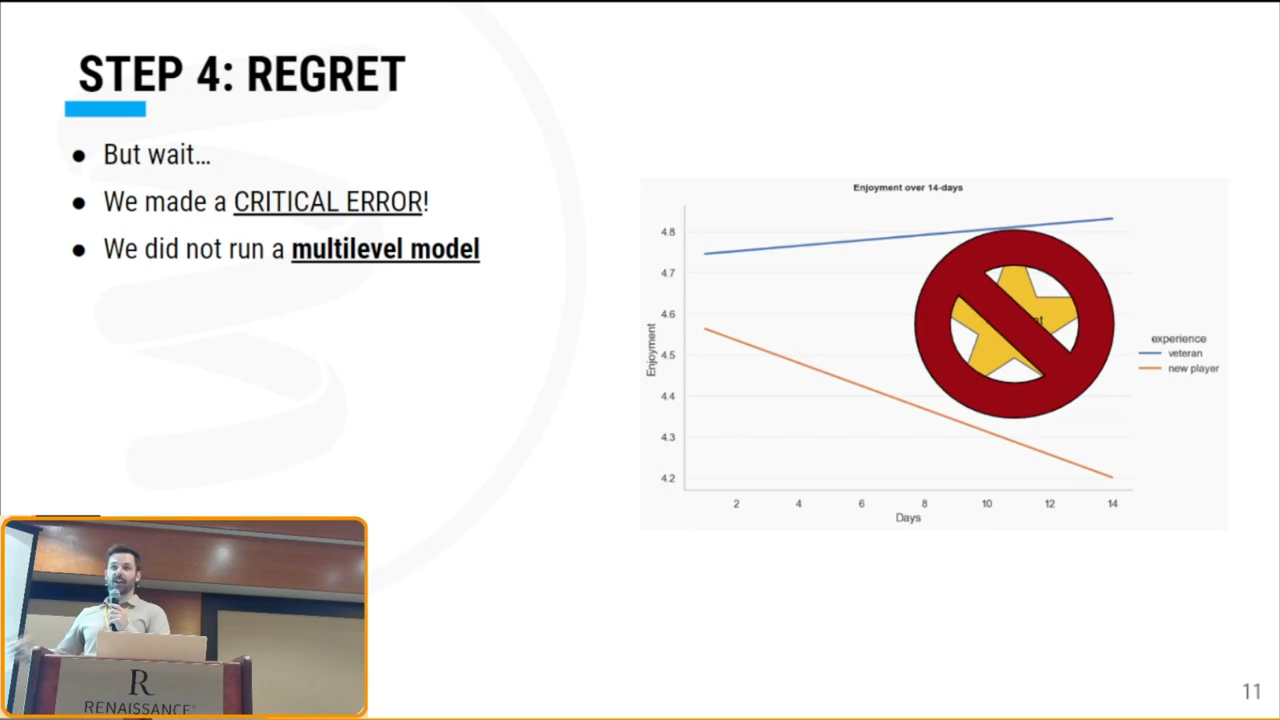 STEP 4: REGRET
● But wait...
● We made a CRITICAL ERROR!
● We did not run a multilevel model
Enjoyment over 14-days
4.8
4.7
4.6
4.5
4.4
4.3
4.2
Enjoyment
2 4 6 8 10 12 14
Days
experience
veteran
new player
R
RENAISSANCE
11